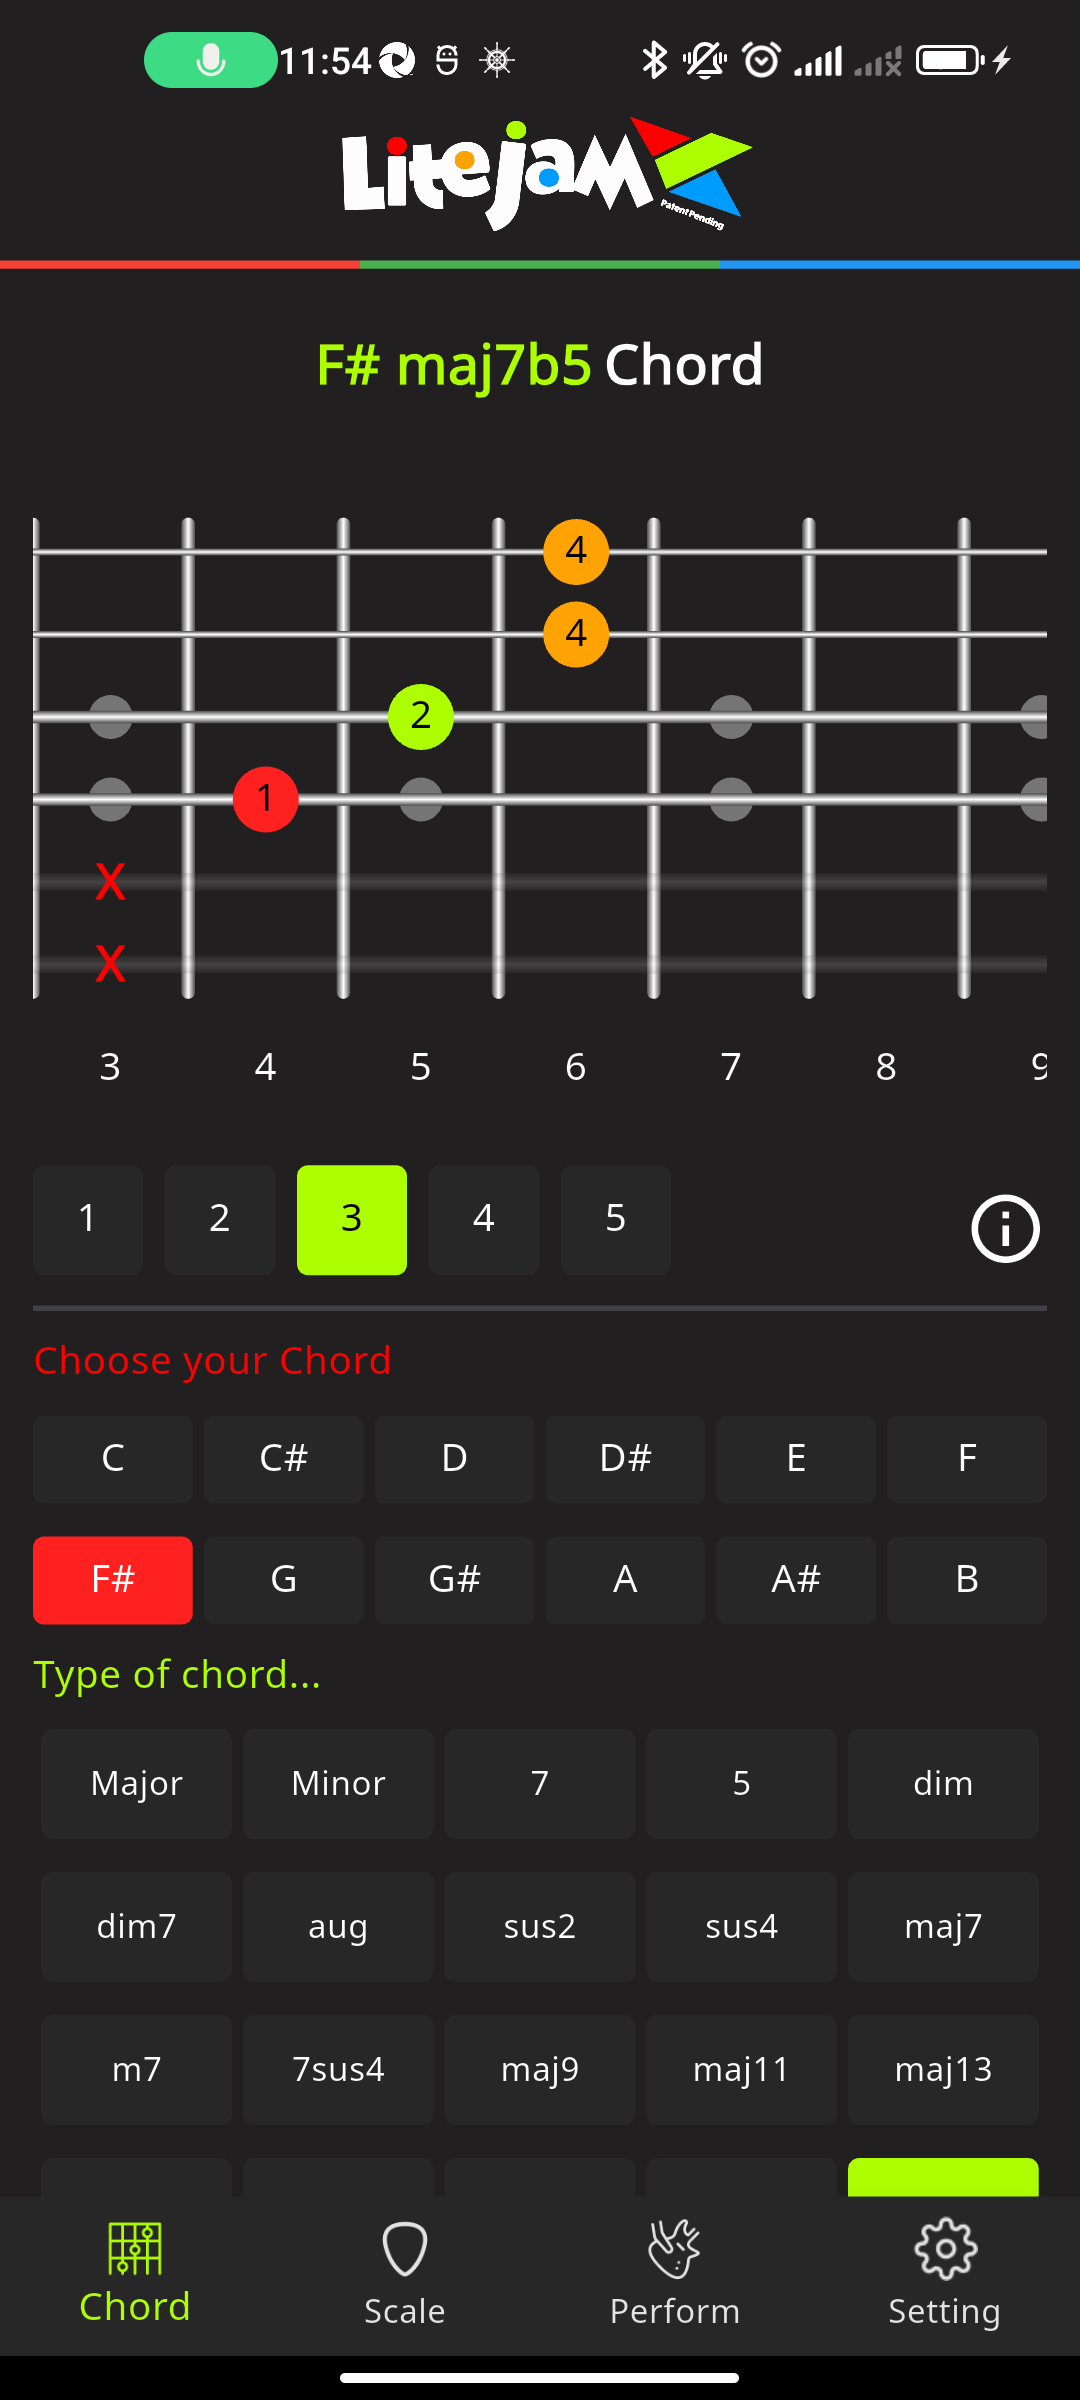 11:54
Litejam
Patent Pending
F# maj7b5 Chord
4
4
2
1
X
X
3 4 5 6 7 8 9
1 2 3 4 5
Choose your Chord
C C# D D# E F
F# G G# A A# B
Type of chord...
Major Minor 7 5 dim
dim7 aug sus2 sus4 maj7
m7 7sus4 maj9 maj11 maj13
Chord Scale Perform Setting